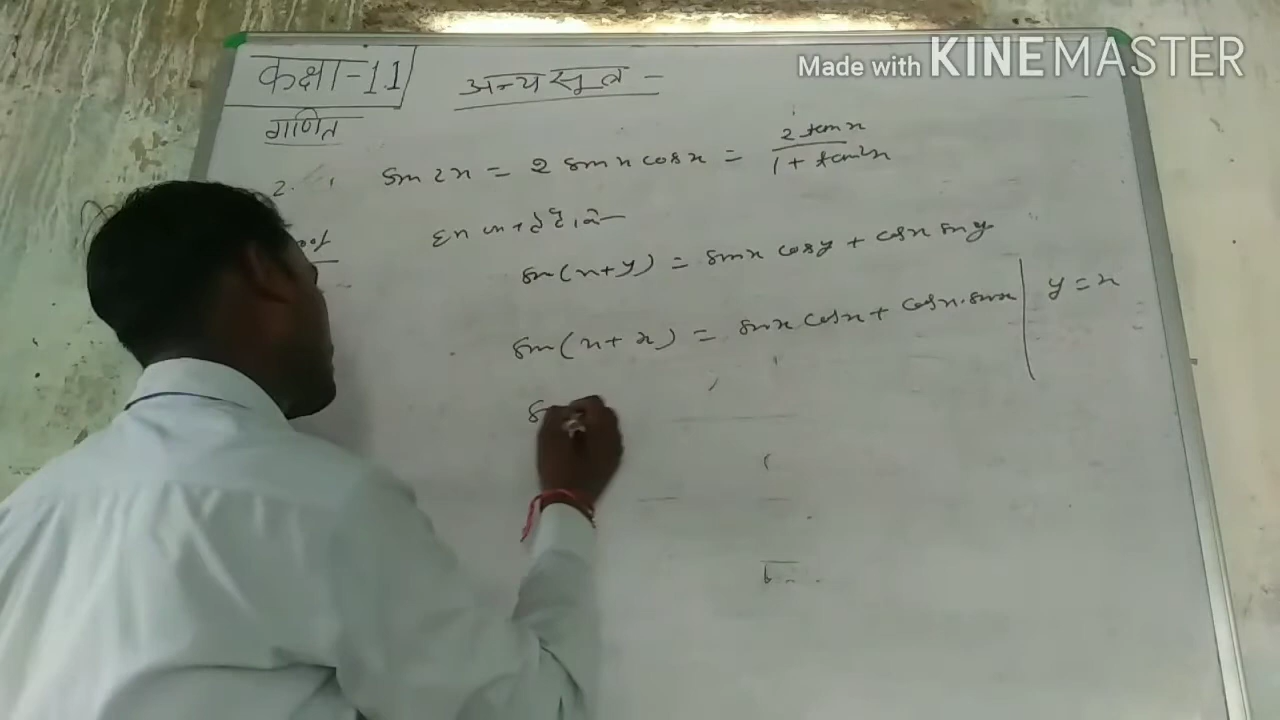 Made with KINEMASTER
कक्षा-11 अन्य सूत्र -
गणित
2. sin 2x = 2 sin x cos x = 2 tan x / 1 + tan²x
sin(x+y) = sin x cos y + cos x sin y
sin(x+x) = sin x cos x + cos x . sin x | y = x